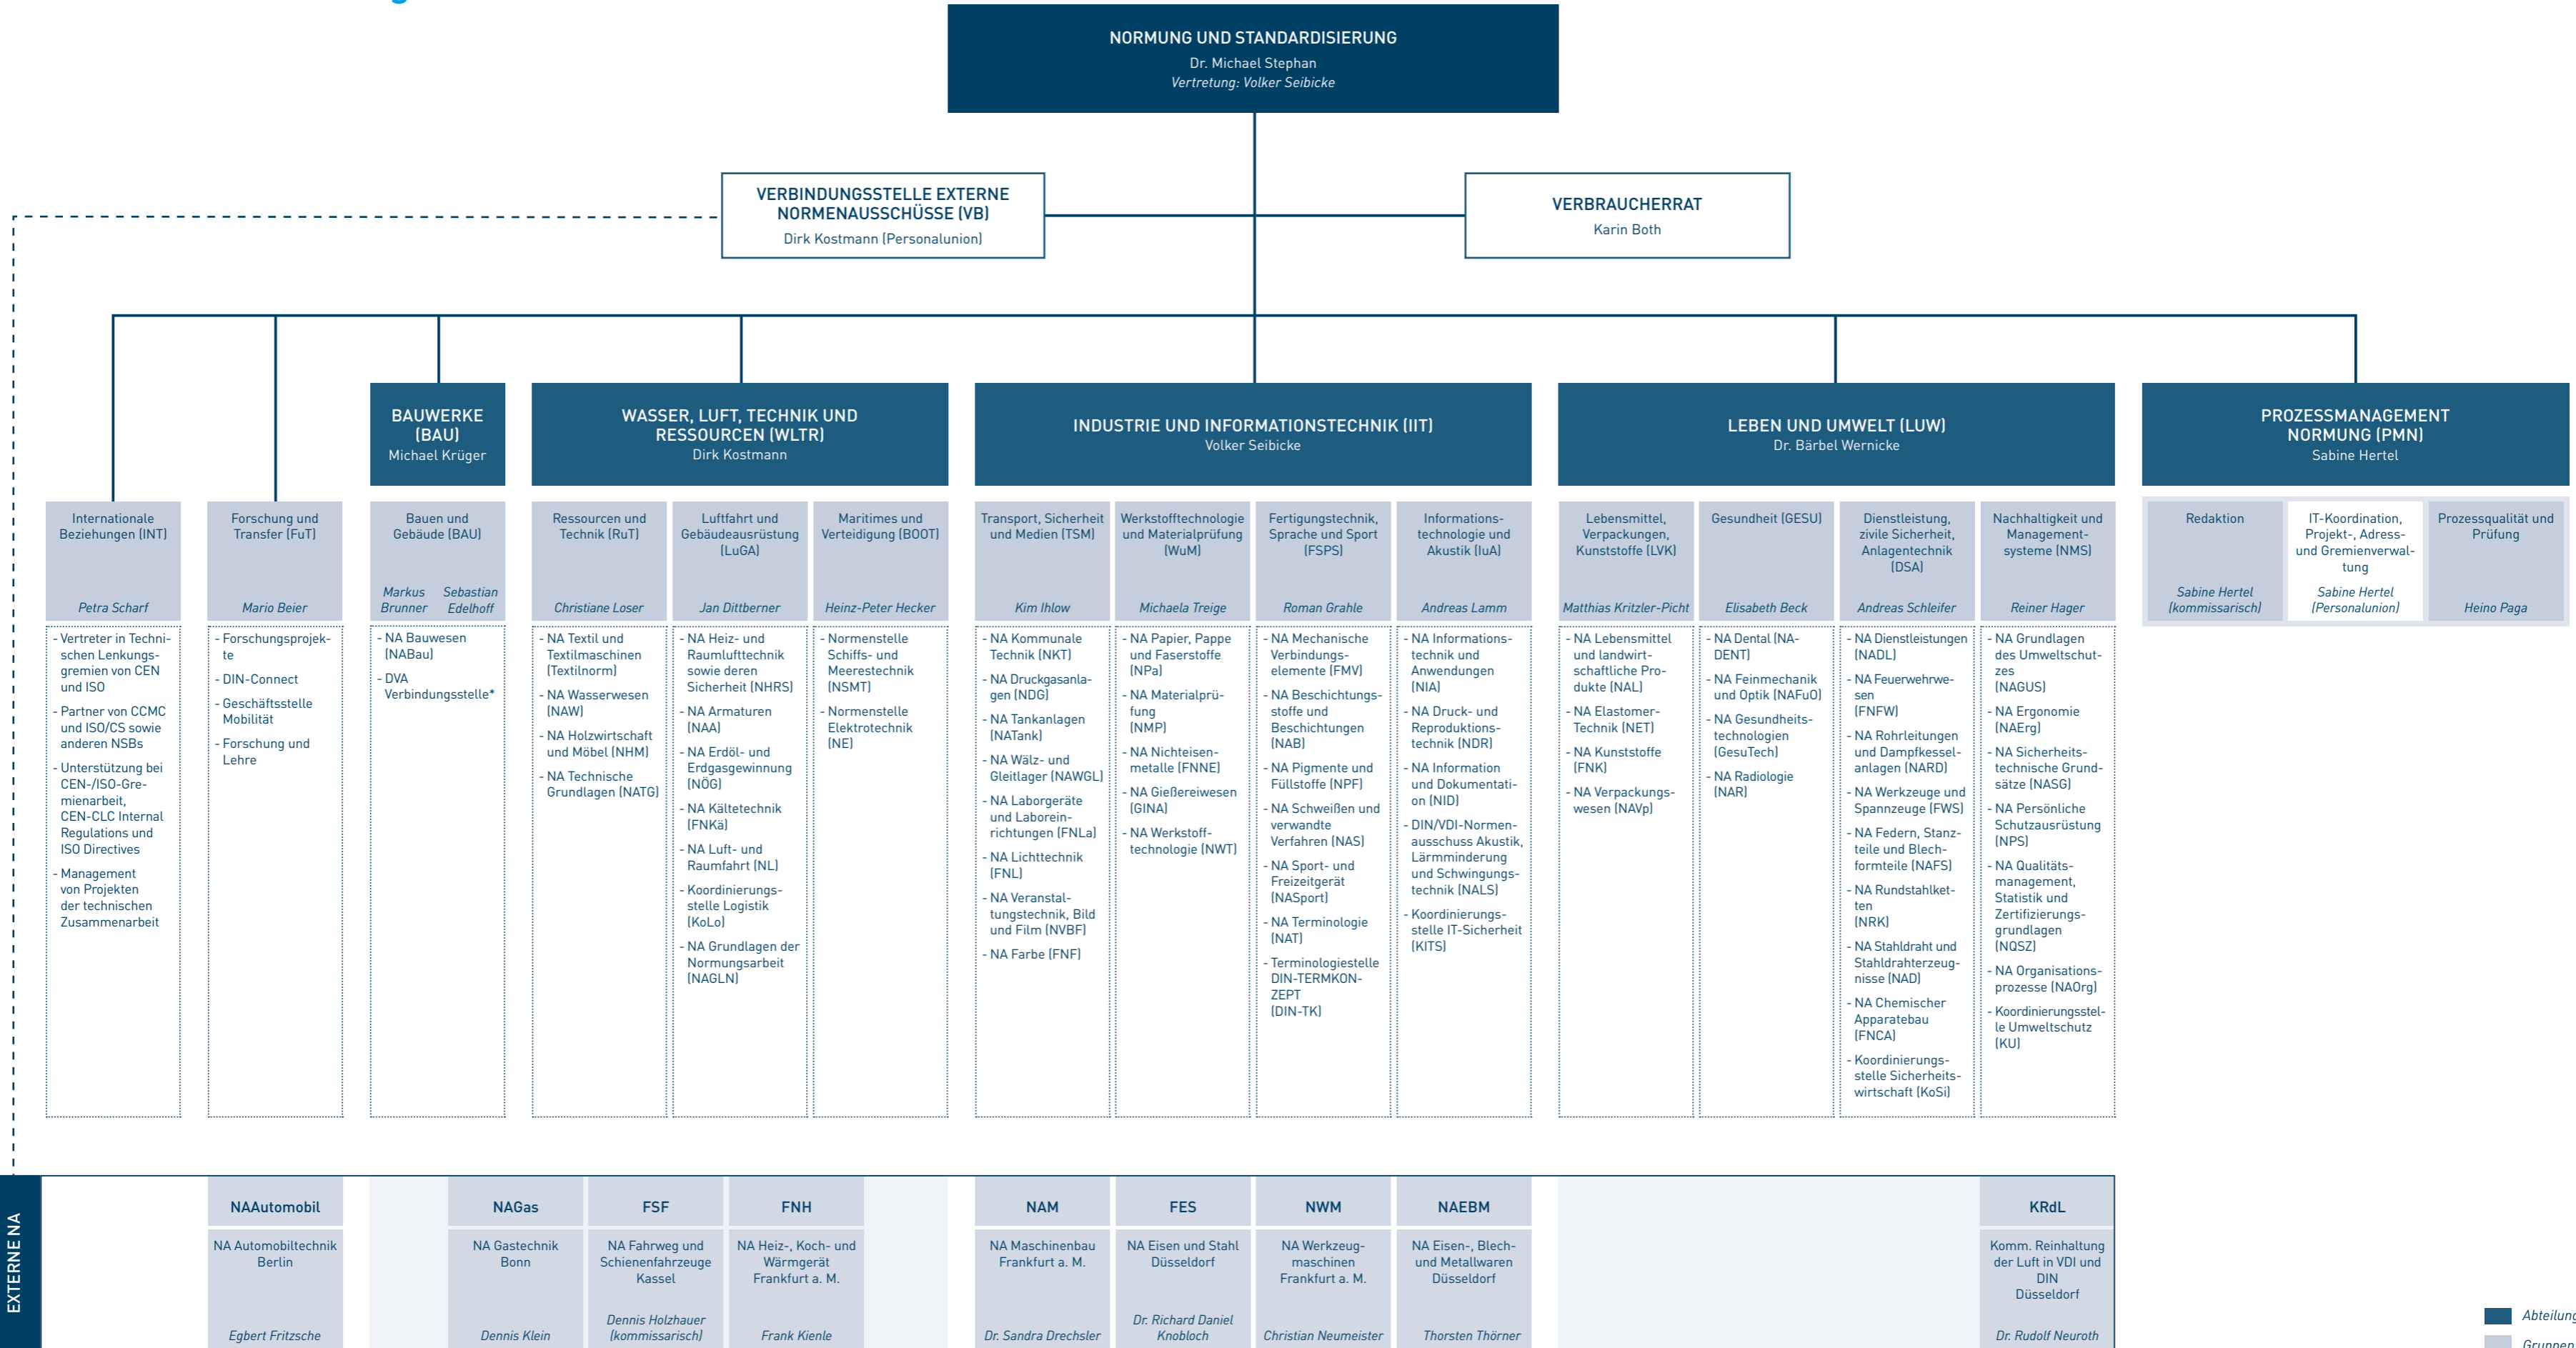 NORMUNG UND STANDARDISIERUNG
Dr. Michael Stephan
Vertretung: Volker Seibicke
VERBINDUNGSSTELLE EXTERNE
NORMENAUSSCHÜSSE (VB)
Dirk Kostmann (Personalunion)
VERBRAUCHERRAT
Karin Both
BAUWERKE
(BAU)
Michael Krüger
WASSER, LUFT, TECHNIK UND
RESSOURCEN (WLTR)
Dirk Kostmann
INDUSTRIE UND INFORMATIONSTECHNIK (IIT)
Volker Seibicke
LEBEN UND UMWELT (LUW)
Dr. Bärbel Wernicke
PROZESSMANAGEMENT
NORMUNG (PMN)
Sabine Hertel
Internationale
Beziehungen (INT)
Petra Scharf
- Vertreter in Techni-
schen Lenkungs-
gremien von CEN
und ISO
- Partner von CCMC
und ISO/CS sowie
anderen NSBs
- Unterstützung bei
CEN-/ISO-Gre-
mienarbeit,
CEN-CLC Internal
Regulations und
ISO Directives
- Management
von Projekten
der technischen
Zusammenarbeit
Forschung und
Transfer (FuT)
Mario Beier
- Forschungsprojek-
te
- DIN-Connect
- Geschäftsstelle
Mobilität
- Forschung und
Lehre
Bauen und
Gebäude (BAU)
Markus
Brunner
Sebastian
Edelhoff
- NA Bauwesen
(NABau)
- DVA
Verbindungsstelle*
Ressourcen und
Technik (RuT)
Christiane Loser
- NA Textil und
Textilmaschinen
(Textilnorm)
- NA Wasserwesen
(NAW)
- NA Holzwirtschaft
und Möbel (NHM)
- NA Technische
Grundlagen (NATG)
Luftfahrt und
Gebäudeausrüstung
(LuGA)
Jan Dittberner
- NA Heiz- und
Raumlufttechnik
sowie deren
Sicherheit (NHRS)
- NA Armaturen
(NAA)
- NA Erdöl- und
Erdgasgewinnung
(NÖG)
- NA Kältetechnik
(FNKä)
- NA Luft- und
Raumfahrt (NL)
- Koordinierungs-
stelle Logistik
(KoLo)
- NA Grundlagen der
Normungsarbeit
(NAGLN)
Maritimes und
Verteidigung (BOOT)
Heinz-Peter Hecker
- Normenstelle
Schiffs- und
Meerestechnik
(NSMT)
- Normenstelle
Elektrotechnik
(NE)
Transport, Sicherheit
und Medien (TSM)
Kim Ihlow
- NA Kommunale
Technik (NKT)
- NA Druckgasanla-
gen (NDG)
- NA Tankanlagen
(NATank)
- NA Wälz- und
Gleitlager (NAWGL)
- NA Laborgeräte
und Laborein-
richtungen (FNLa)
- NA Lichttechnik
(FNL)
- NA Veranstal-
tungstechnik, Bild
und Film (NVBF)
- NA Farbe (FNF)
Werkstofftechnologie
und Materialprüfung
(WuM)
Michaela Treige
- NA Papier, Pappe
und Faserstoffe
(NPa)
- NA Materialprü-
fung
(NMP)
- NA Nichteisen-
metalle (FNNE)
- NA Gießereiwesen
(GINA)
- NA Werkstoff-
technologie (NWT)
Fertigungstechnik,
Sprache und Sport
(FSPS)
Roman Grahle
- NA Mechanische
Verbindungs-
elemente (FMV)
- NA Beschichtungs-
stoffe und
Beschichtungen
(NAB)
- NA Pigmente und
Füllstoffe (NPF)
- NA Schweißen und
verwandte
Verfahren (NAS)
- NA Sport- und
Freizeitgerät
(NASport)
- NA Terminologie
(NAT)
- Terminologiestelle
DIN-TERMKON-
ZEPT
(DIN-TK)
Informations-
technologie und
Akustik (IuA)
Andreas Lamm
- NA Informations-
technik und
Anwendungen
(NIA)
- NA Druck- und
Reproduktions-
technik (NDR)
- NA Information
und Dokumentati-
on (NID)
- DIN/VDI-Normen-
ausschuss Akustik,
Lärmminderung
und Schwingungs-
technik (NALS)
- Koordinierungs-
stelle IT-Sicherheit
(KITS)
Lebensmittel,
Verpackungen,
Kunststoffe (LVK)
Matthias Kritzler-Picht
- NA Lebensmittel
und landwirt-
schaftliche Pro-
dukte (NAL)
- NA Elastomer-
Technik (NET)
- NA Kunststoffe
(FNK)
- NA Verpackungs-
wesen (NAVp)
Gesundheit (GESU)
Elisabeth Beck
- NA Dental (NA-
DENT)
- NA Feinmechanik
und Optik (NAFuO)
- NA Gesundheits-
technologien
(GesuTech)
- NA Radiologie
(NAR)
Dienstleistung,
zivile Sicherheit,
Anlagentechnik
(DSA)
Andreas Schleifer
- NA Dienstleistungen
(NADL)
- NA Feuerwehrwe-
sen
(FNFW)
- NA Rohrleitungen
und Dampfkessel-
anlagen (NARD)
- NA Werkzeuge und
Spannzeuge (FWS)
- NA Federn, Stanz-
teile und Blech-
formteile (NAFS)
- NA Rundstahlket-
ten
(NRK)
- NA Stahldraht und
Stahldrahterzeug-
nisse (NAD)
- NA Chemischer
Apparatebau
(FNCA)
- Koordinierungs-
stelle Sicherheits-
wirtschaft (KoSi)
Nachhaltigkeit und
Management-
systeme (NMS)
Reiner Hager
- NA Grundlagen
des Umweltschut-
zes
(NAGUS)
- NA Ergonomie
(NAErg)
- NA Sicherheits-
technische Grund-
sätze (NASG)
- NA Persönliche
Schutzausrüstung
(NPS)
- NA Qualitäts-
management,
Statistik und
Zertifizierungs-
grundlagen
(NQSZ)
- NA Organisations-
prozesse (NAOrg)
- Koordinierungsstel-
le Umweltschutz
(KU)
Redaktion
Sabine Hertel
(kommissarisch)
IT-Koordination,
Projekt-, Adress-
und Gremienverwal-
tung
Sabine Hertel
(Personalunion)
Prozessqualität und
Prüfung
Heino Paga
EXTERNE NA
NAAutomobil
NA Automobiltechnik
Berlin
Egbert Fritzsche
NAGas
NA Gastechnik
Bonn
Dennis Klein
FSF
NA Fahrweg und
Schienenfahrzeuge
Kassel
Dennis Holzhauer
(kommissarisch)
FNH
NA Heiz-, Koch- und
Wärmgerät
Frankfurt a. M.
Frank Kienle
NAM
NA Maschinenbau
Frankfurt a. M.
Dr. Sandra Drechsler
FES
NA Eisen und Stahl
Düsseldorf
Dr. Richard Daniel
Knobloch
NWM
NA Werkzeug-
maschinen
Frankfurt a. M.
Christian Neumeister
NAEBM
NA Eisen-, Blech-
und Metallwaren
Düsseldorf
Thorsten Thörner
KRdL
Komm. Reinhaltung
der Luft in VDI und
DIN
Düsseldorf
Dr. Rudolf Neuroth
Abteilung
Gruppen